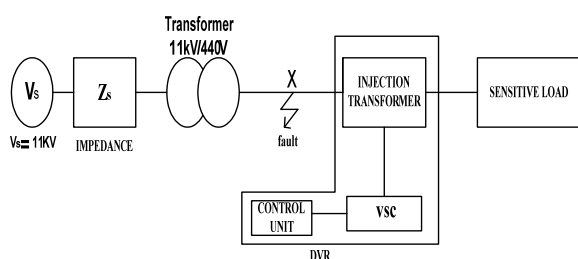 Transformer
11kV/440V
Vs
Zs
Vs= 11KV
IMPEDANCE
X
fault
INJECTION
TRANSFORMER
SENSITIVE LOAD
CONTROL
UNIT
vsc
DVR